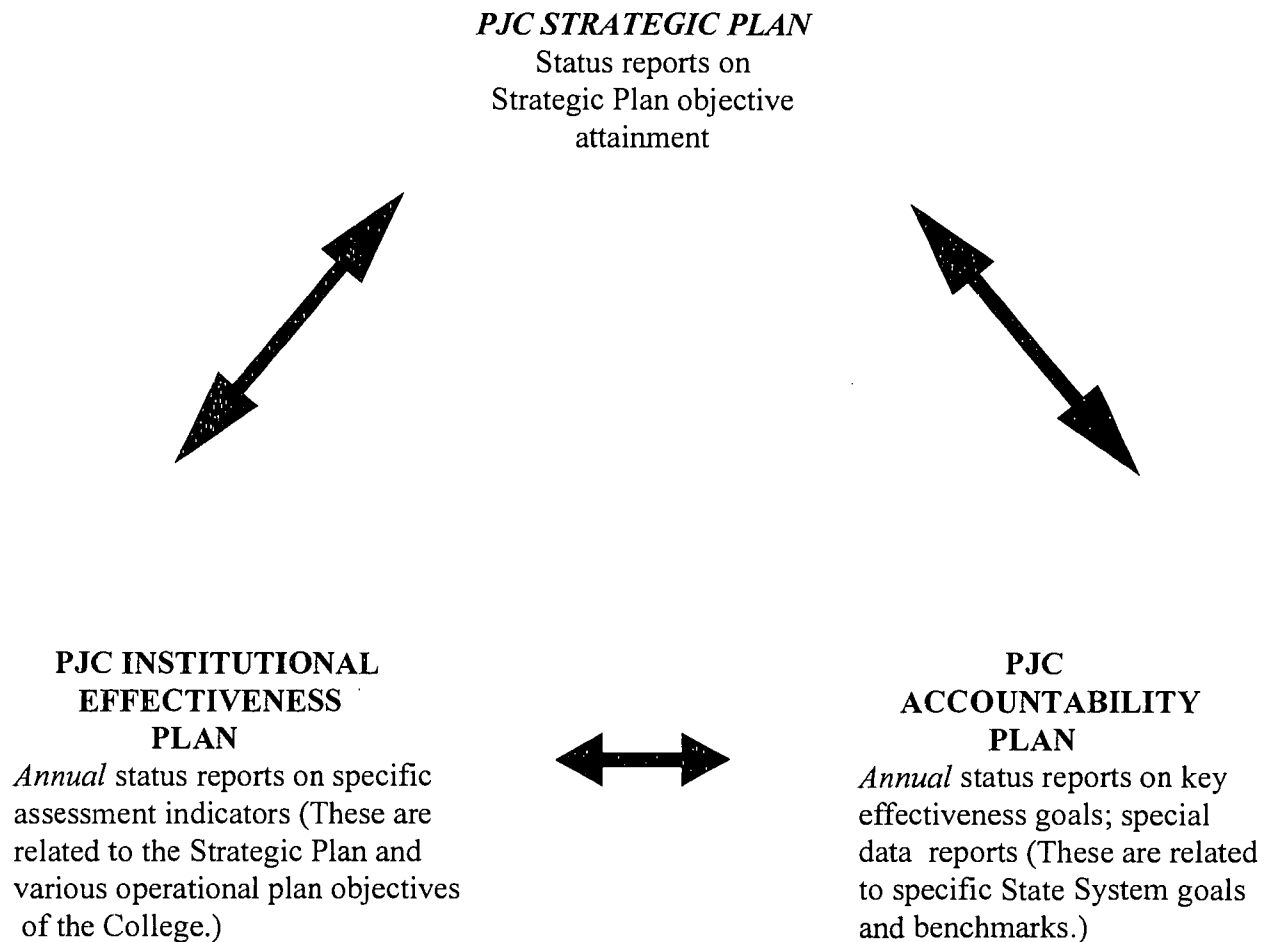 PJC STRATEGIC PLAN
Status reports on
Strategic Plan objective
attainment
PJC INSTITUTIONAL
EFFECTIVENESS
PLAN
Annual status reports on specific
assessment indicators (These are
related to the Strategic Plan and
various operational plan objectives
of the College.)
PJC
ACCOUNTABILITY
PLAN
Annual status reports on key
effectiveness goals; special
data reports (These are related
to specific State System goals
and benchmarks.)